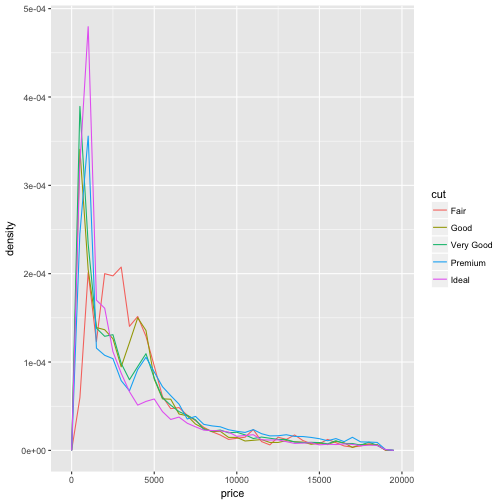 5e-04
4e-04
3e-04
2e-04
1e-04
0e+00
density
0
5000
10000
15000
20000
price
cut
Fair
Good
Very Good
Premium
Ideal